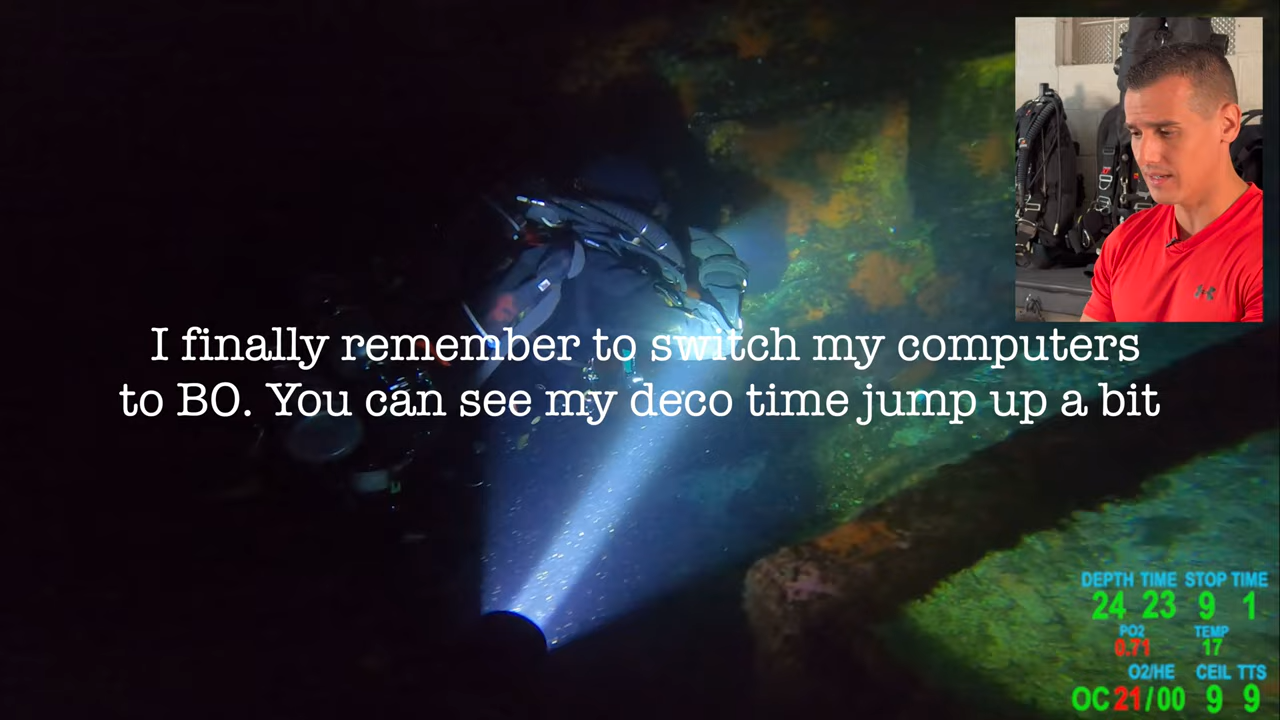 I finally remember to switch my computers
to BO. You can see my deco time jump up a bit
DEPTH TIME STOP TIME
24 23 9 1
PO2 TEMP
0.71 17
O2/HE CEIL TTS
OC 21/00 9 9